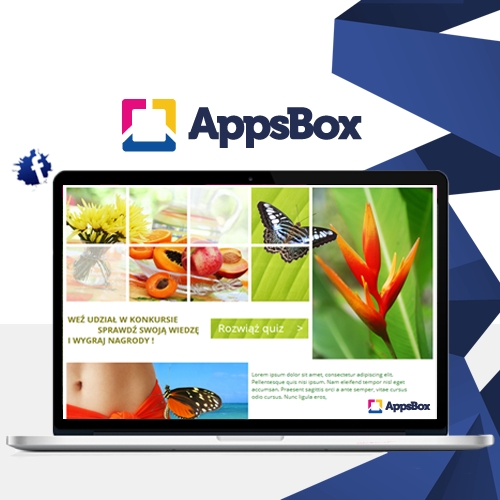 AppsBox
f
WEŹ UDZIAŁ W KONKURSIE
SPRAWDŹ SWOJĄ WIEDZĘ
I WYGRAJ NAGRODY !
Rozwiąż quiz >
Lorem ipsum dolor sit amet, consectetur adipiscing elit.
Pellentesque quis nisl diam. Nam eleifend tempor nisl eget
accumsan. Praesent sagittis orci a ante semper, vitae cursus
odio cursus. Nunc ligula eros,
AppsBox